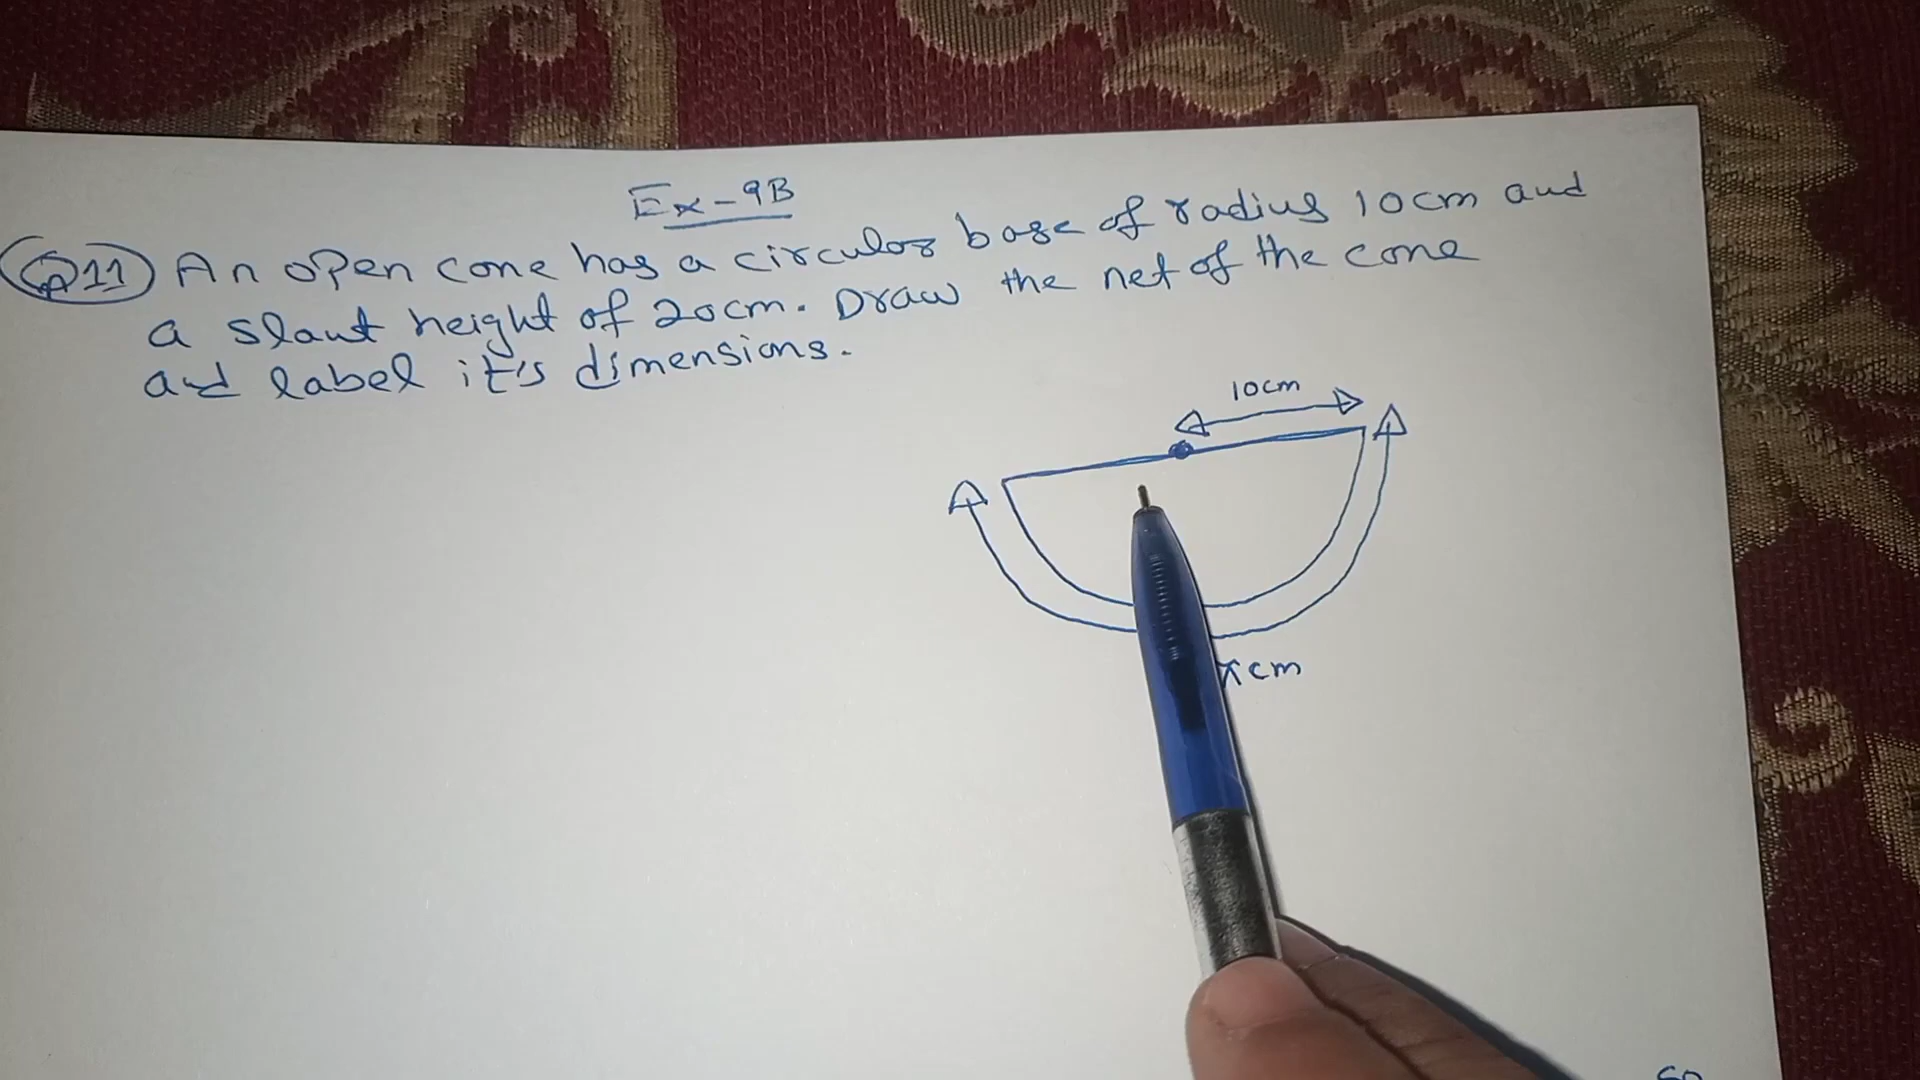 Ex-9B
Q11 An open cone has a circular base of radius 10cm and
a slant height of 20cm. Draw the net of the cone
and label it's dimensions.
10cm
x cm